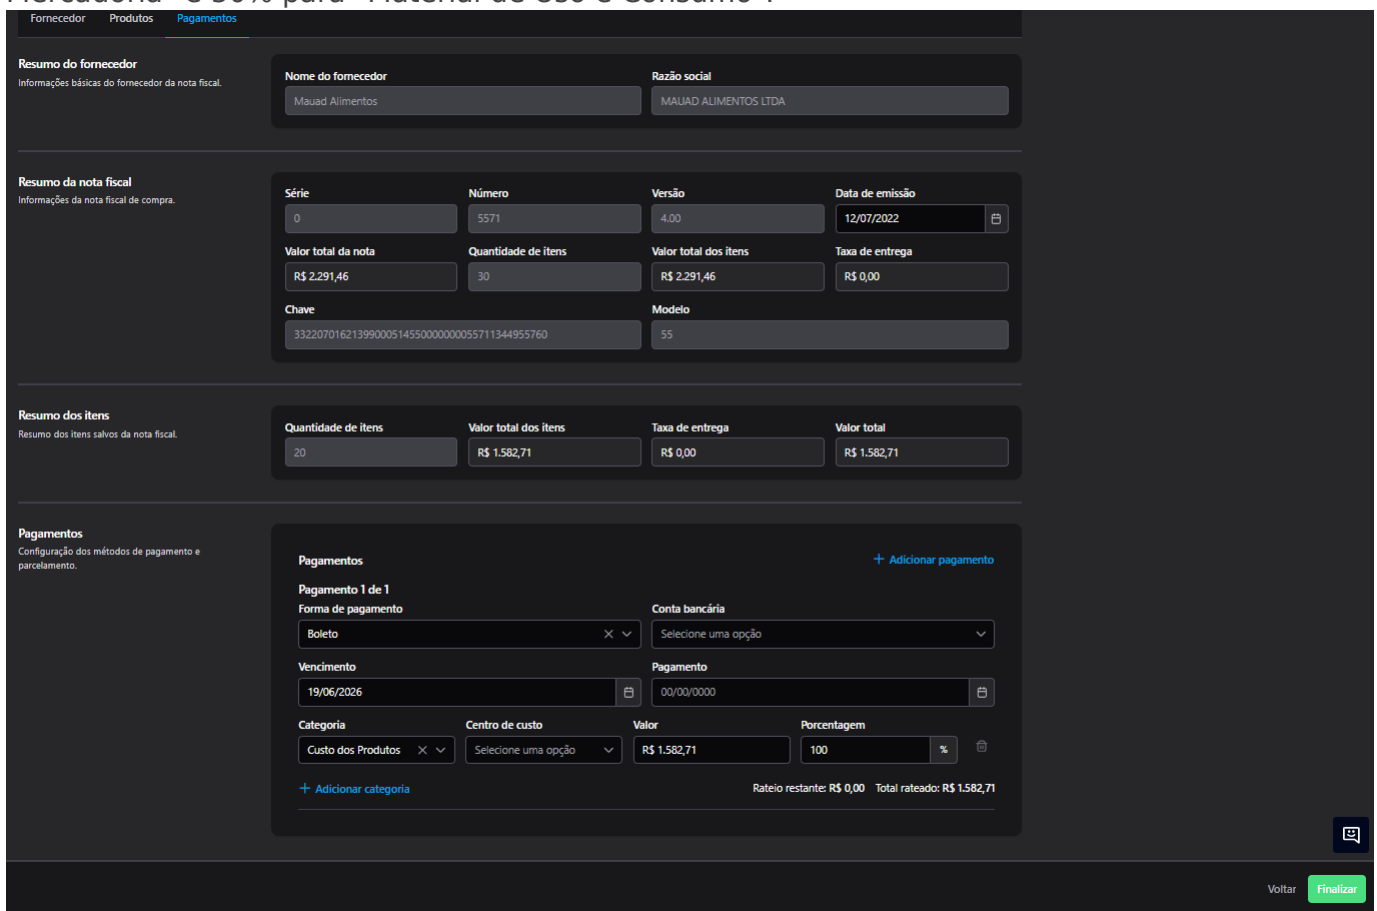 Mercadoria" e 50% para "Material de Uso e Consumo".
Fornecedor Produtos Pagamentos
Resumo do fornecedor
Informações básicas do fornecedor da nota fiscal.
Nome do fornecedor Razão social
Mauad Alimentos MAUAD ALIMENTOS LTDA
Resumo da nota fiscal
Informações da nota fiscal de compra.
Série Número Versão Data de emissão
0 5571 4.00 12/07/2022
Valor total da nota Quantidade de itens Valor total dos itens Taxa de entrega
R$ 2.291,46 30 R$ 2.291,46 R$ 0,00
Chave Modelo
33220701621399000514550000000055711344955760 55
Resumo dos itens
Resumo dos itens salvos da nota fiscal.
Quantidade de itens Valor total dos itens Taxa de entrega Valor total
20 R$ 1.582,71 R$ 0,00 R$ 1.582,71
Pagamentos
Configuração dos métodos de pagamento e
parcelamento.
Pagamentos + Adicionar pagamento
Pagamento 1 de 1
Forma de pagamento Conta bancária
Boleto Selecione uma opção
Vencimento Pagamento
19/06/2026 00/00/0000
Categoria Centro de custo Valor Porcentagem
Custo dos Produtos Selecione uma opção R$ 1.582,71 100 %
+ Adicionar categoria Rateio restante: R$ 0,00 Total rateado: R$ 1.582,71
Voltar Finalizar